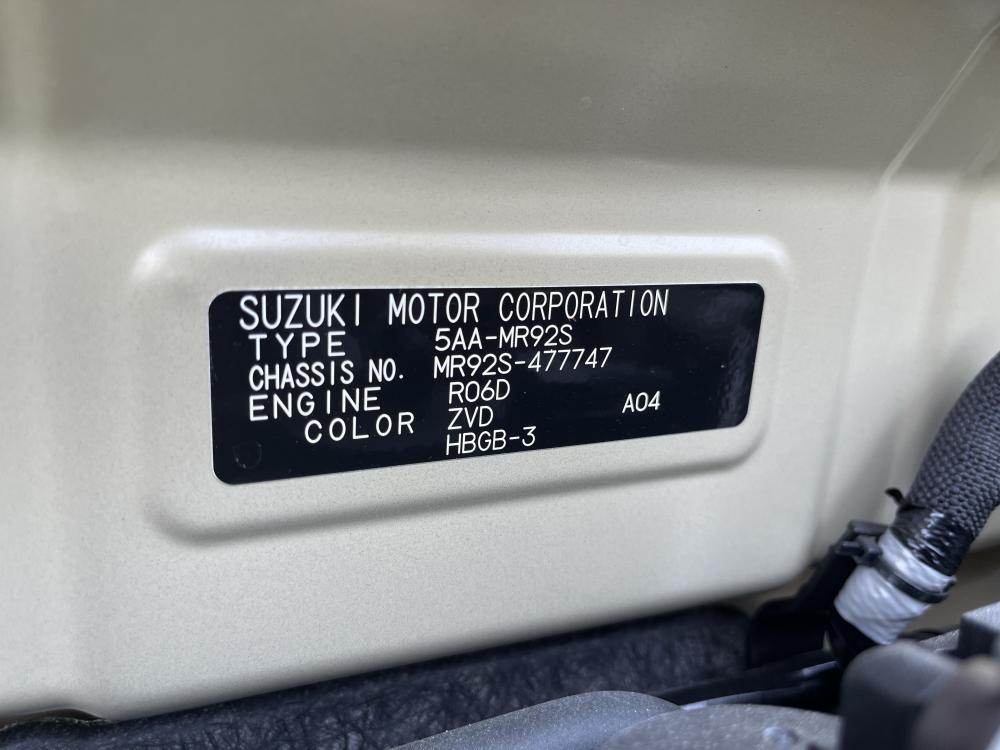 SUZUKI MOTOR CORPORATION
TYPE 5AA-MR92S
CHASSIS NO. MR92S-477747
ENGINE R06D
COLOR ZVD A04
HBGB-3